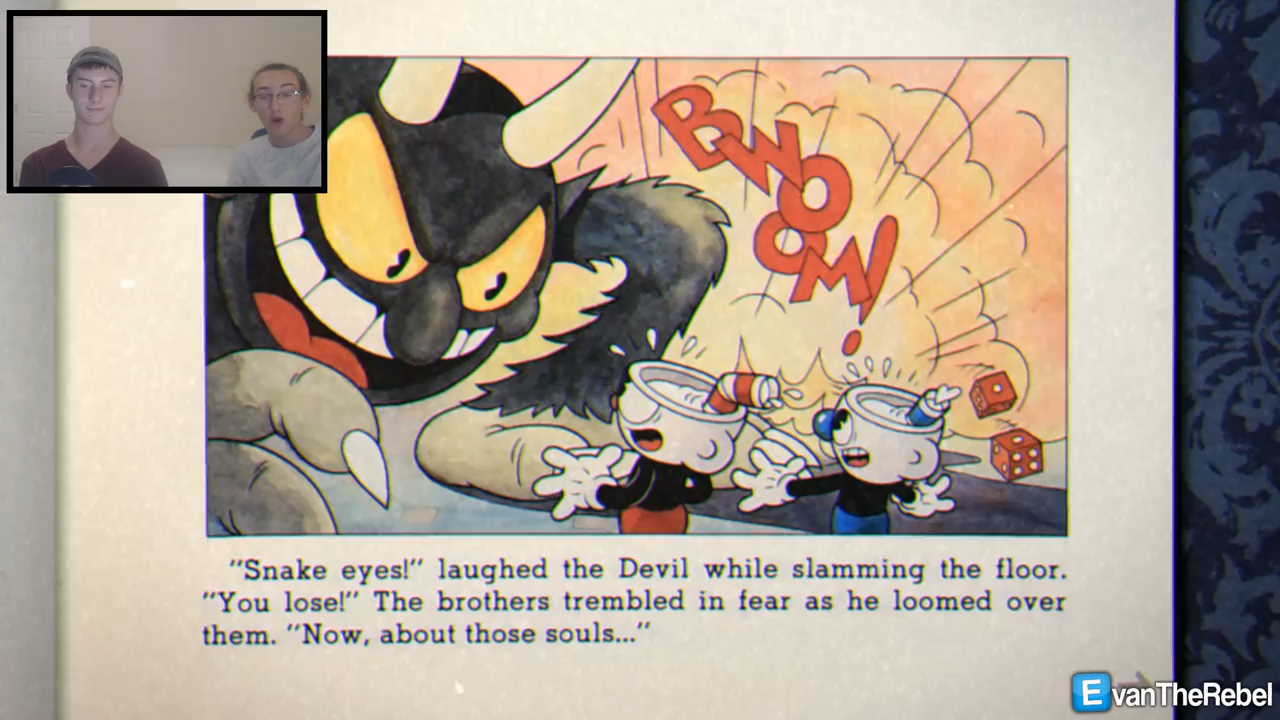 BWOOM!
"Snake eyes!" laughed the Devil while slamming the floor.
"You lose!" The brothers trembled in fear as he loomed over
them. "Now, about those souls..."
EvanTheRebel